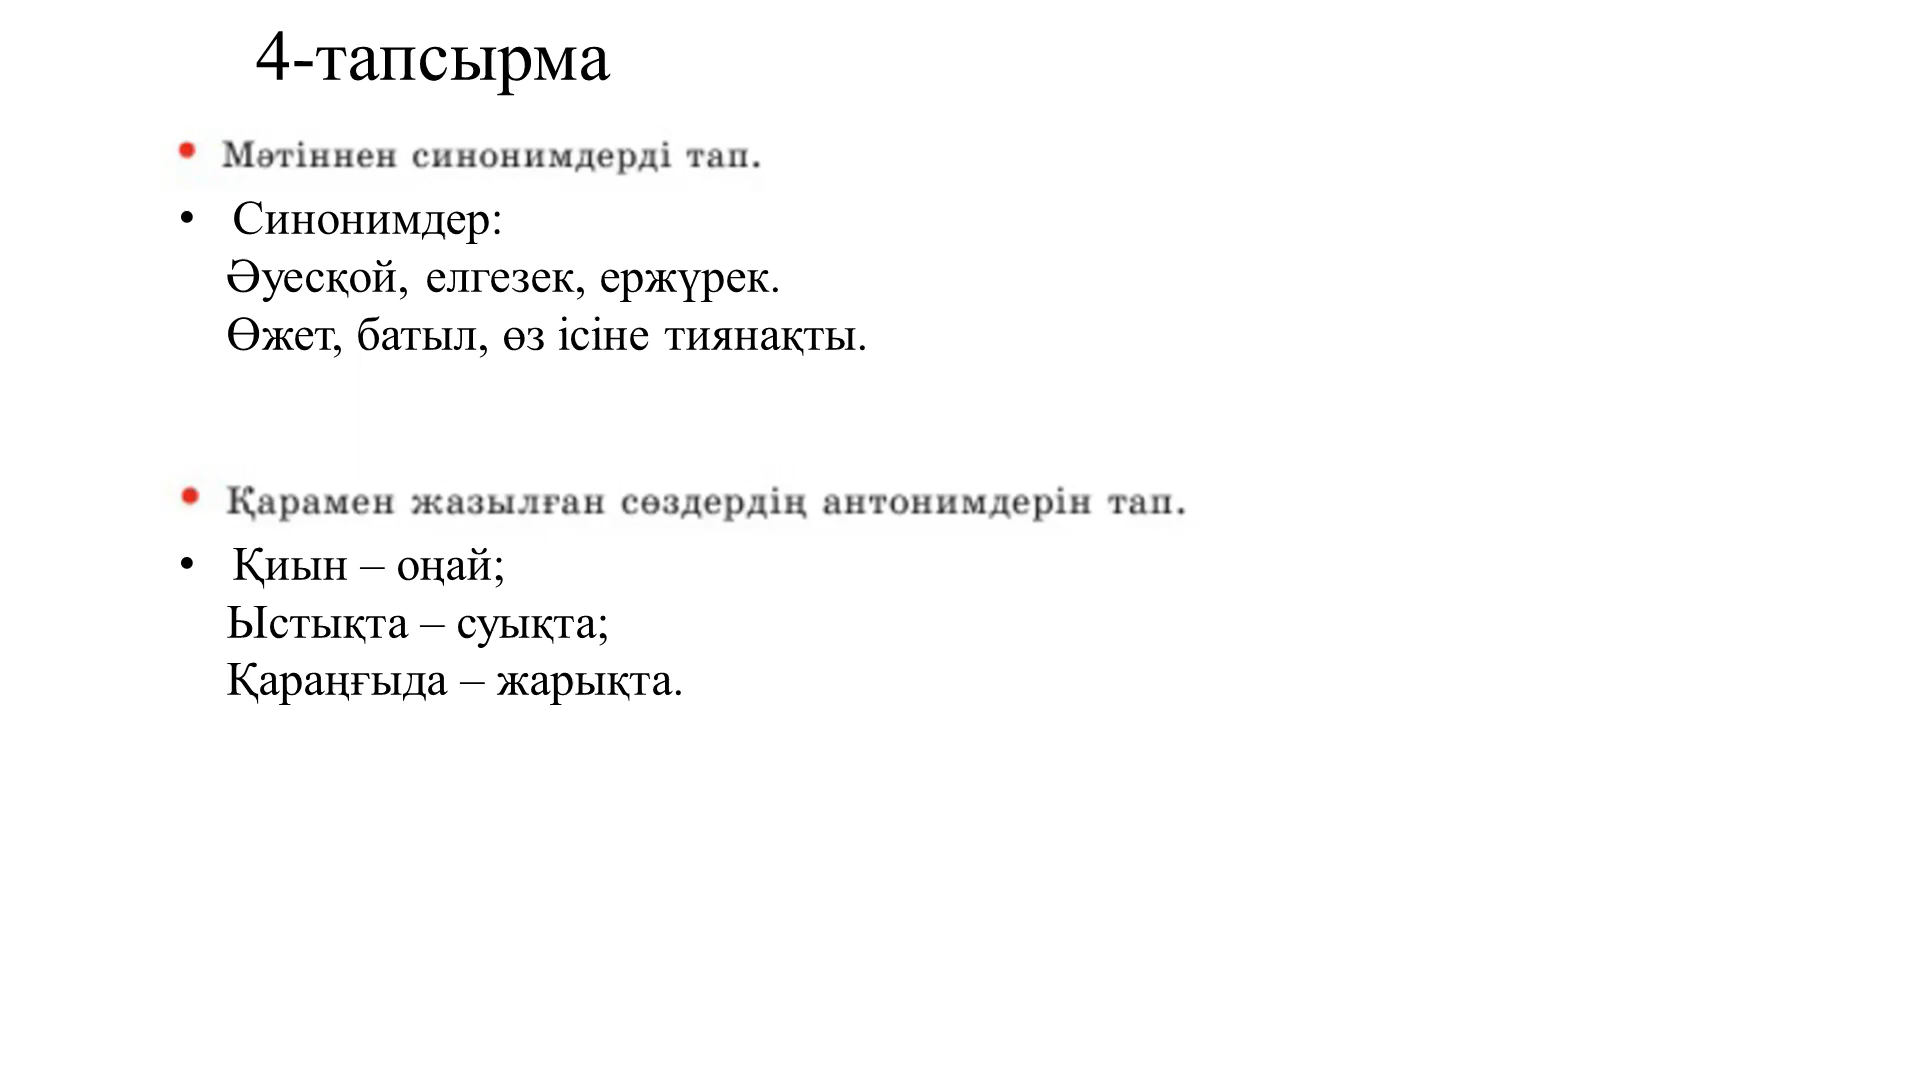 4-тапсырма
• Мәтіннен синонимдерді тап.
• Синонимдер:
Әуесқой, елгезек, ержүрек.
Өжет, батыл, өз ісіне тиянақты.
• Қарамен жазылған сөздердің антонимдерін тап.
• Қиын – оңай;
Ыстықта – суықта;
Қараңғыда – жарықта.